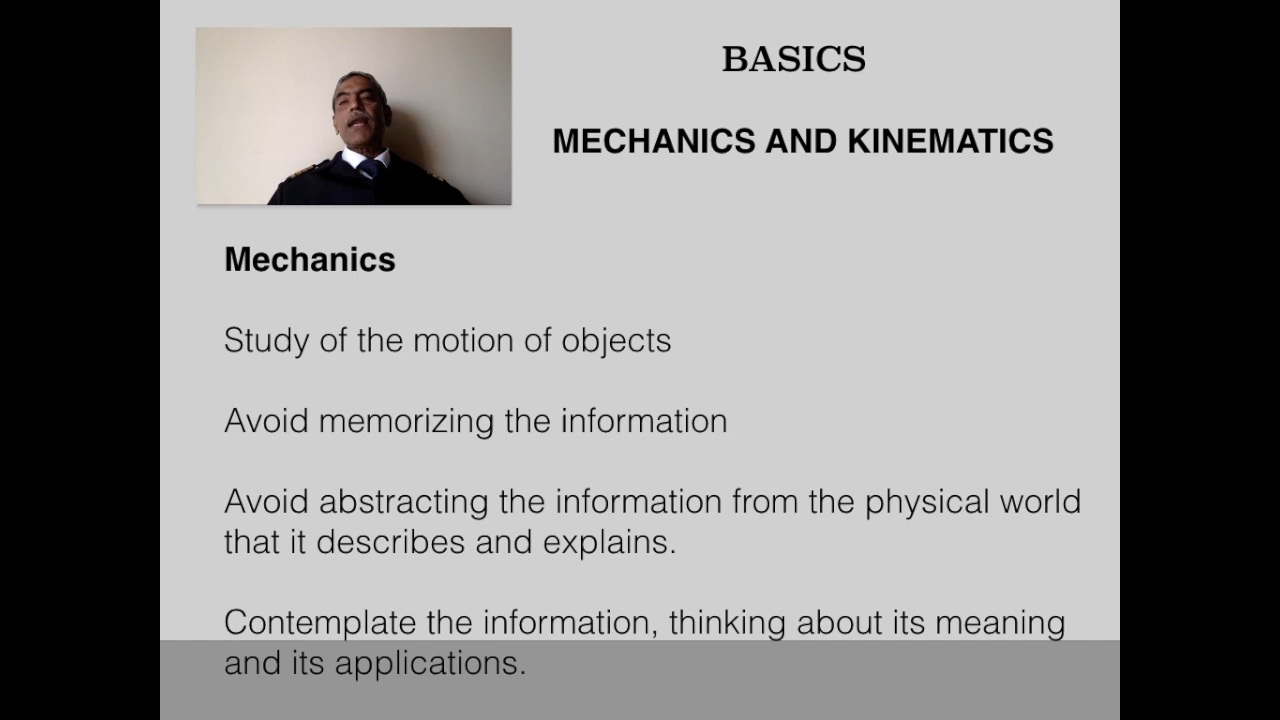 BASICS
MECHANICS AND KINEMATICS
Mechanics
Study of the motion of objects
Avoid memorizing the information
Avoid abstracting the information from the physical world
that it describes and explains.
Contemplate the information, thinking about its meaning
and its applications.